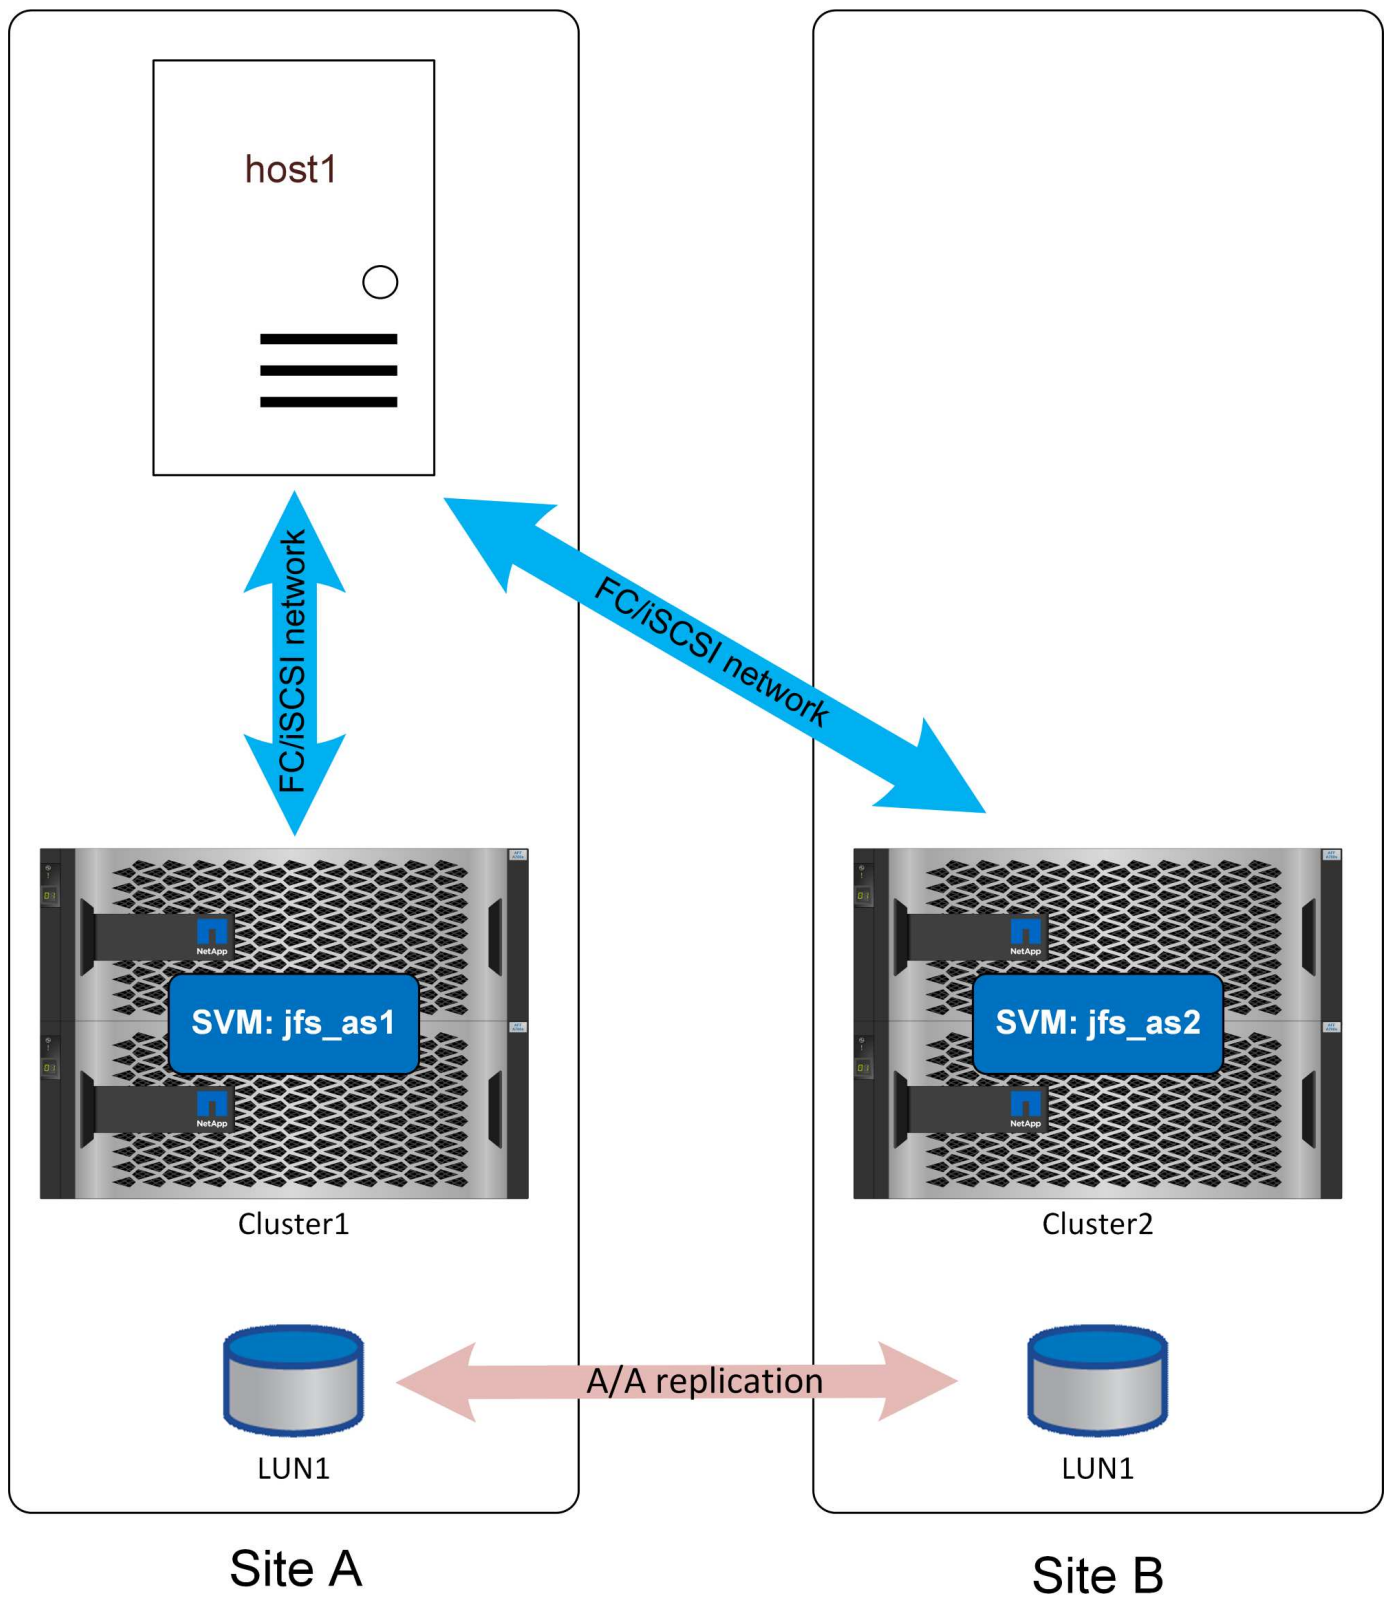 host1
FC/iSCSI network
FC/iSCSI network
NetApp
SVM: jfs_as1
NetApp
Cluster1
NetApp
SVM: jfs_as2
NetApp
Cluster2
A/A replication
LUN1
LUN1
Site A
Site B